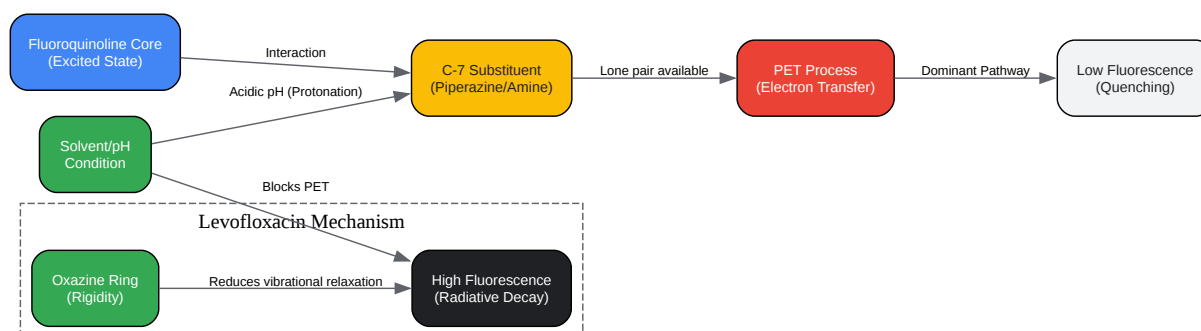 Fluoroquinoline Core
(Excited State)
Interaction
C-7 Substituent
(Piperazine/Amine)
Lone pair available
PET Process
(Electron Transfer)
Dominant Pathway
Low Fluorescence
(Quenching)
Acidic pH (Protonation)
Solvent/pH
Condition
Blocks PET
Levofloxacin Mechanism
Oxazine Ring
(Rigidity)
Reduces vibrational relaxation
High Fluorescence
(Radiative Decay)